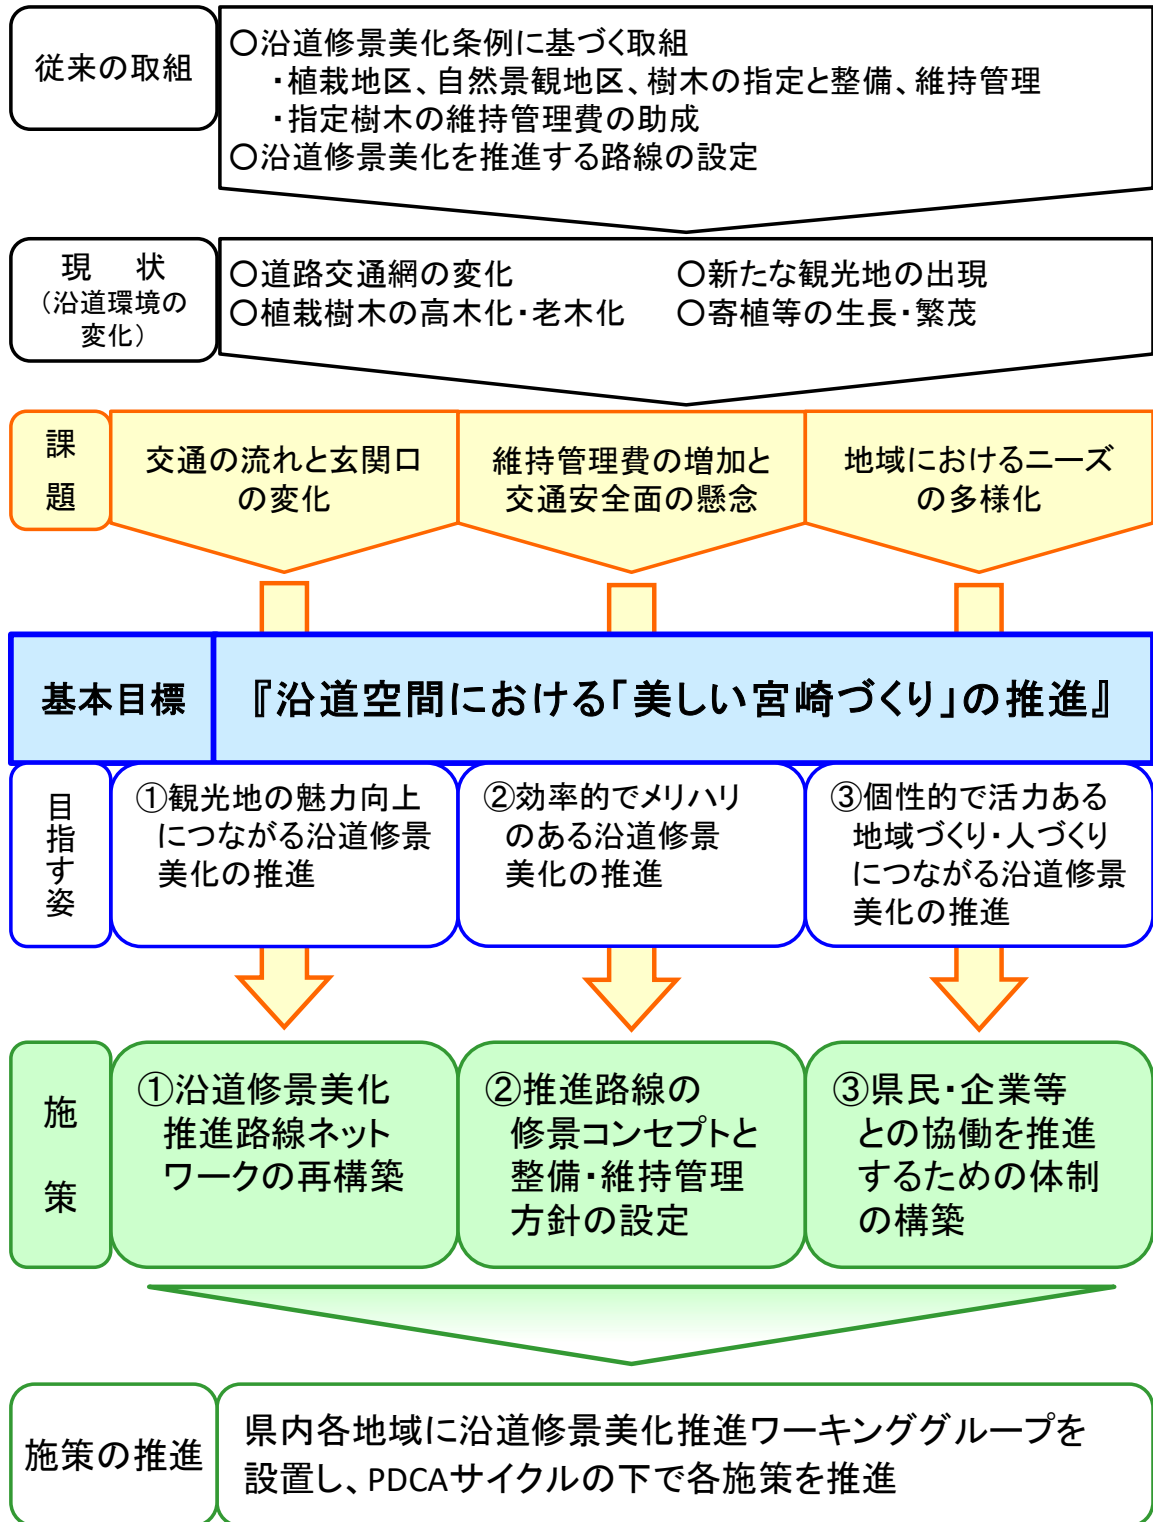 従来の取組
〇沿道修景美化条例に基づく取組
・植栽地区、自然景観地区、樹木の指定と整備、維持管理
・指定樹木の維持管理費の助成
〇沿道修景美化を推進する路線の設定
現　状
（沿道環境の
変化）
〇道路交通網の変化　〇新たな観光地の出現
〇植栽樹木の高木化・老木化　〇寄植等の生長・繁茂
課
題
交通の流れと玄関口
の変化
維持管理費の増加と
交通安全面の懸念
地域におけるニーズ
の多様化
基本目標
『沿道空間における「美しい宮崎づくり」の推進』
目
指
す
姿
①観光地の魅力向上
につながる沿道修景
美化の推進
②効率的でメリハリ
のある沿道修景
美化の推進
③個性的で活力ある
地域づくり・人づくり
につながる沿道修景
美化の推進
施
策
①沿道修景美化
推進路線ネット
ワークの再構築
②推進路線の
修景コンセプトと
整備・維持管理
方針の設定
③県民・企業等
との協働を推進
するための体制
の構築
施策の推進
県内各地域に沿道修景美化推進ワーキンググループを
設置し、PDCAサイクルの下で各施策を推進